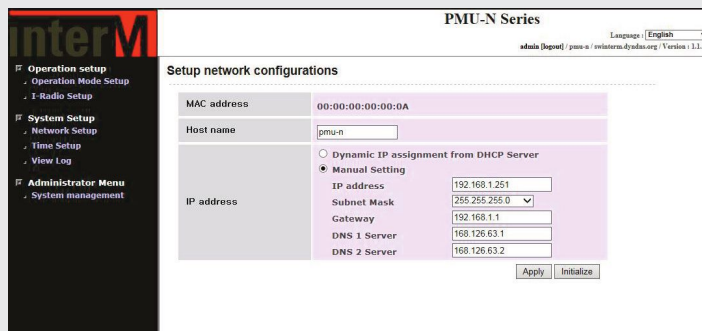 interM
PMU-N Series
Language : English
admin [logout] / pmu-n / swinterm.dyndns.org / Version : 1.1.
Operation setup
Operation Mode Setup
I-Radio Setup
System Setup
Network Setup
Time Setup
View Log
Administrator Menu
System management
Setup network configurations
MAC address
00:00:00:00:00:0A
Host name
pmu-n
IP address
Dynamic IP assignment from DHCP Server
Manual Setting
IP address 192.168.1.251
Subnet Mask 255.255.255.0
Gateway 192.168.1.1
DNS 1 Server 168.126.63.1
DNS 2 Server 168.126.63.2
Apply Initialize